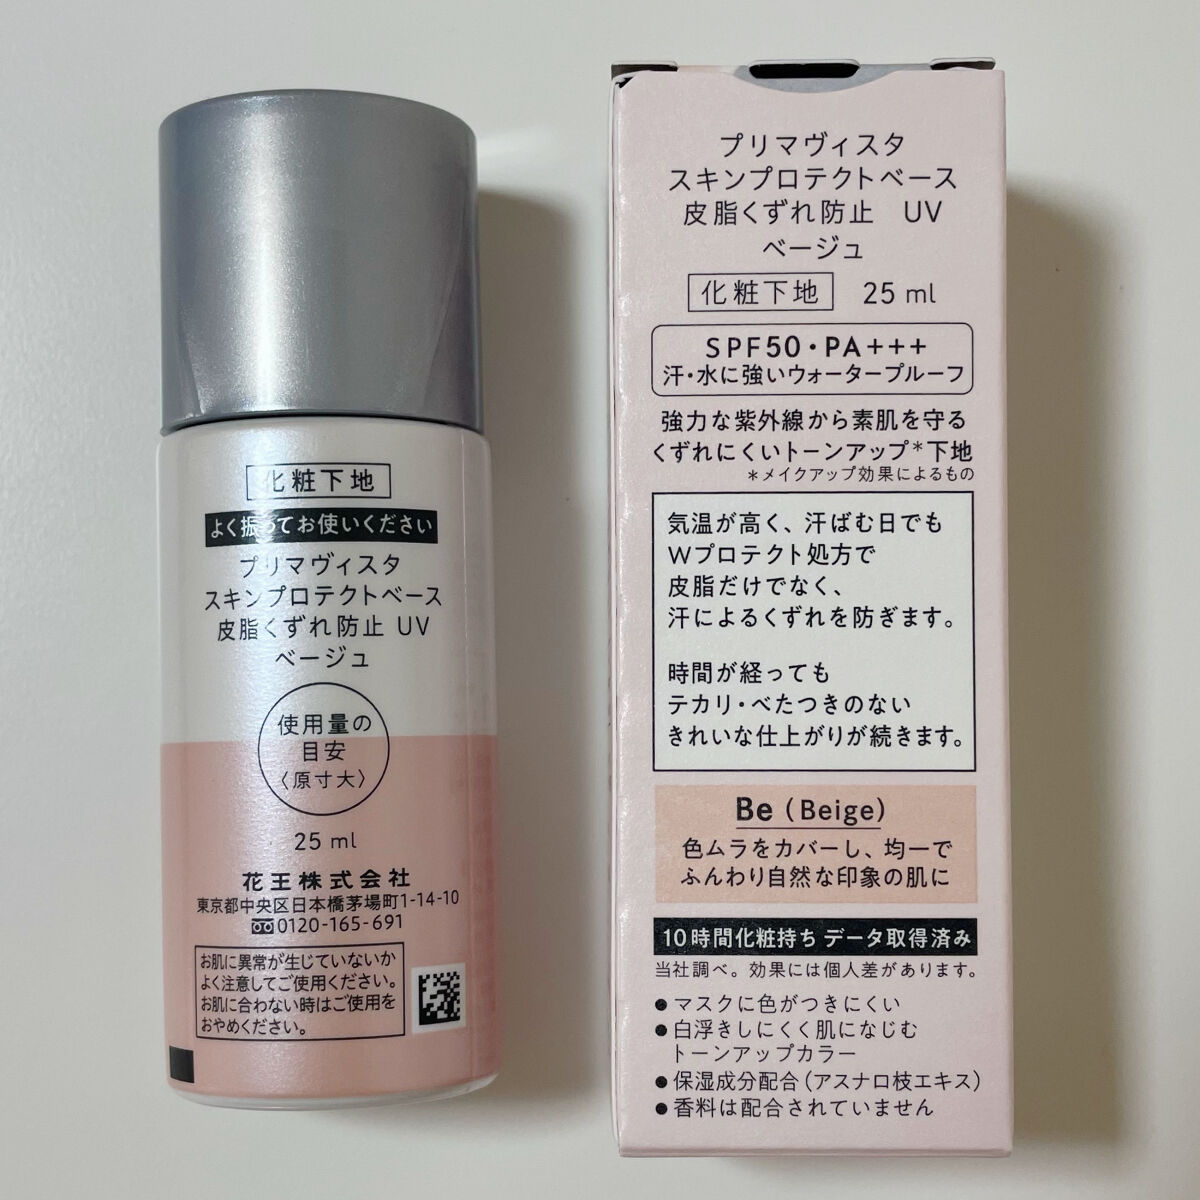 化粧下地
よく振ってお使いください
プリマヴィスタ
スキンプロテクトベース
皮脂くずれ防止 UV
ベージュ
使用量の
目安
〈原寸大〉
25 ml
花王株式会社
東京都中央区日本橋茅場町1-14-10
0120-165-691
お肌に異常が生じていないか
よく注意してご使用ください。
お肌に合わない時はご使用を
おやめください。
プリマヴィスタ
スキンプロテクトベース
皮脂くずれ防止 UV
ベージュ
化粧下地 25 ml
SPF50・PA+++
汗・水に強いウォータープルーフ
強力な紫外線から素肌を守る
くずれにくいトーンアップ*下地
*メイクアップ効果によるもの
気温が高く、汗ばむ日でも
Wプロテクト処方で
皮脂だけでなく、
汗によるくずれを防ぎます。
時間が経っても
テカリ・べたつきのない
きれいな仕上がりが続きます。
Be (Beige)
色ムラをカバーし、均一で
ふんわり自然な印象の肌に
10時間化粧持ち データ取得済み
当社調べ。効果には個人差があります。
●マスクに色がつきにくい
●白浮きしにくく肌になじむ
トーンアップカラー
●保湿成分配合(アスナロ枝エキス)
●香料は配合されていません